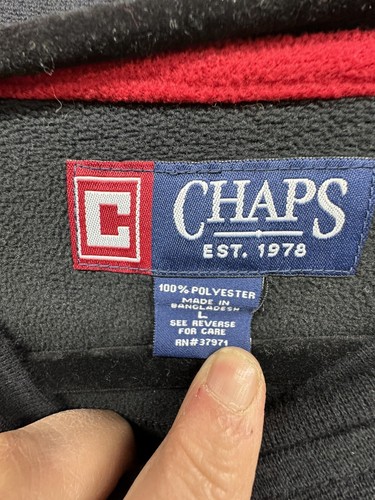 C
CHAPS
EST. 1978
100% POLYESTER
MADE IN
BANGLADESH
L
SEE REVERSE
FOR CARE
RN#37971